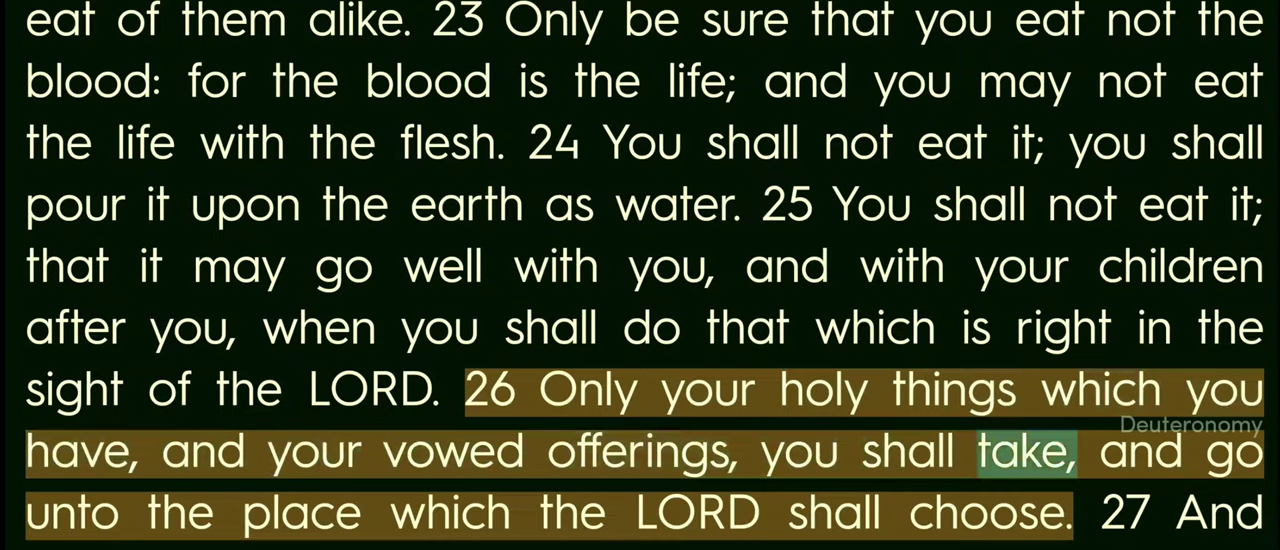 eat of them alike. 23 Only be sure that you eat not the
blood: for the blood is the life; and you may not eat
the life with the flesh. 24 You shall not eat it; you shall
pour it upon the earth as water. 25 You shall not eat it;
that it may go well with you, and with your children
after you, when you shall do that which is right in the
sight of the LORD. 26 Only your holy things which you
Deuteronomy
have, and your vowed offerings, you shall take, and go
unto the place which the LORD shall choose. 27 And